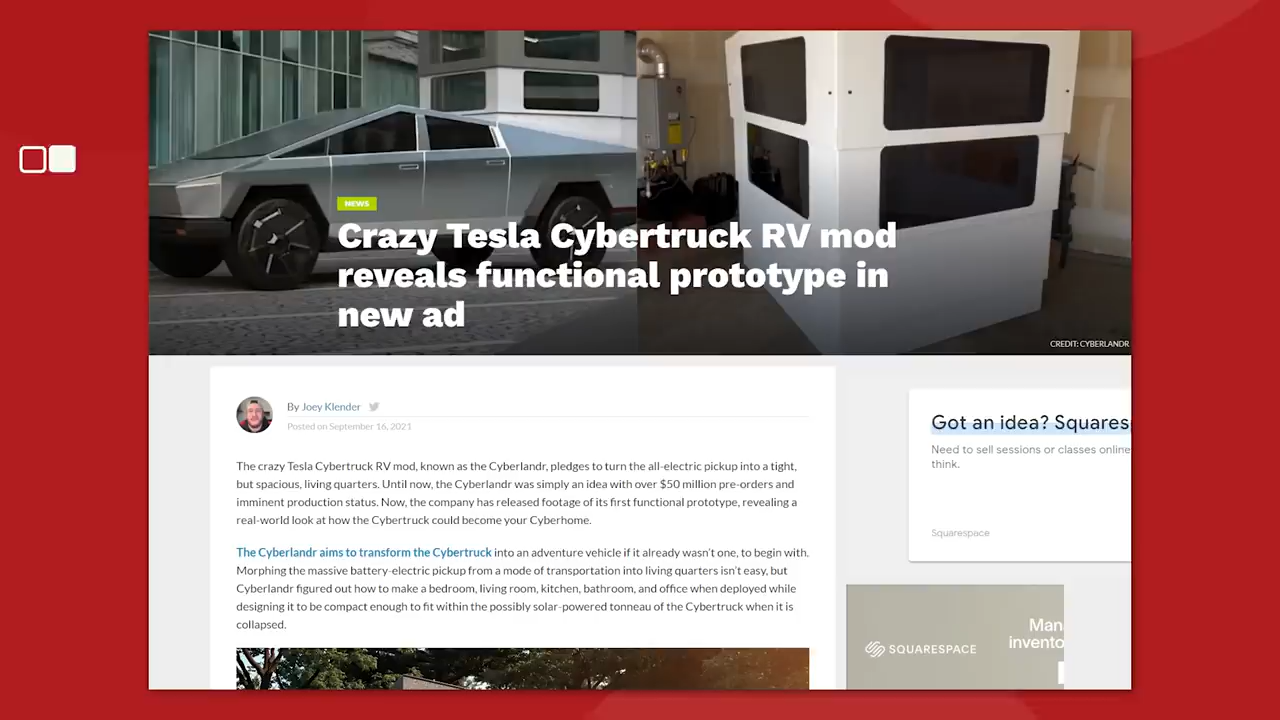 NEWS
Crazy Tesla Cybertruck RV mod
reveals functional prototype in
new ad
CREDIT: CYBERLANDR
By Joey Klender
Posted on September 16, 2021
The crazy Tesla Cybertruck RV mod, known as the Cyberlandr, pledges to turn the all-electric pickup into a tight,
but spacious, living quarters. Until now, the Cyberlandr was simply an idea with over $50 million pre-orders and
imminent production status. Now, the company has released footage of its first functional prototype, revealing a
real-world look at how the Cybertruck could become your Cyberhome.
The Cyberlandr aims to transform the Cybertruck into an adventure vehicle if it already wasn't one, to begin with.
Morphing the massive battery-electric pickup from a mode of transportation into living quarters isn't easy, but
Cyberlandr figured out how to make a bedroom, living room, kitchen, bathroom, and office when deployed while
designing it to be compact enough to fit within the possibly solar-powered tonneau of the Cybertruck when it is
collapsed.
Got an idea? Squares
Need to sell sessions or classes online
think.
Squarespace
Man
invento
SQUARESPACE